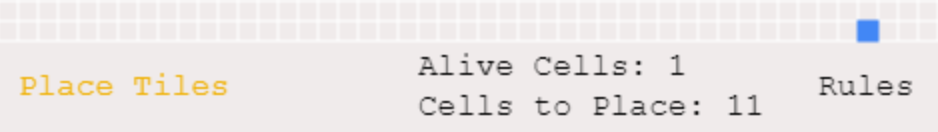 Place Tiles
Alive Cells: 1
Cells to Place: 11
Rules